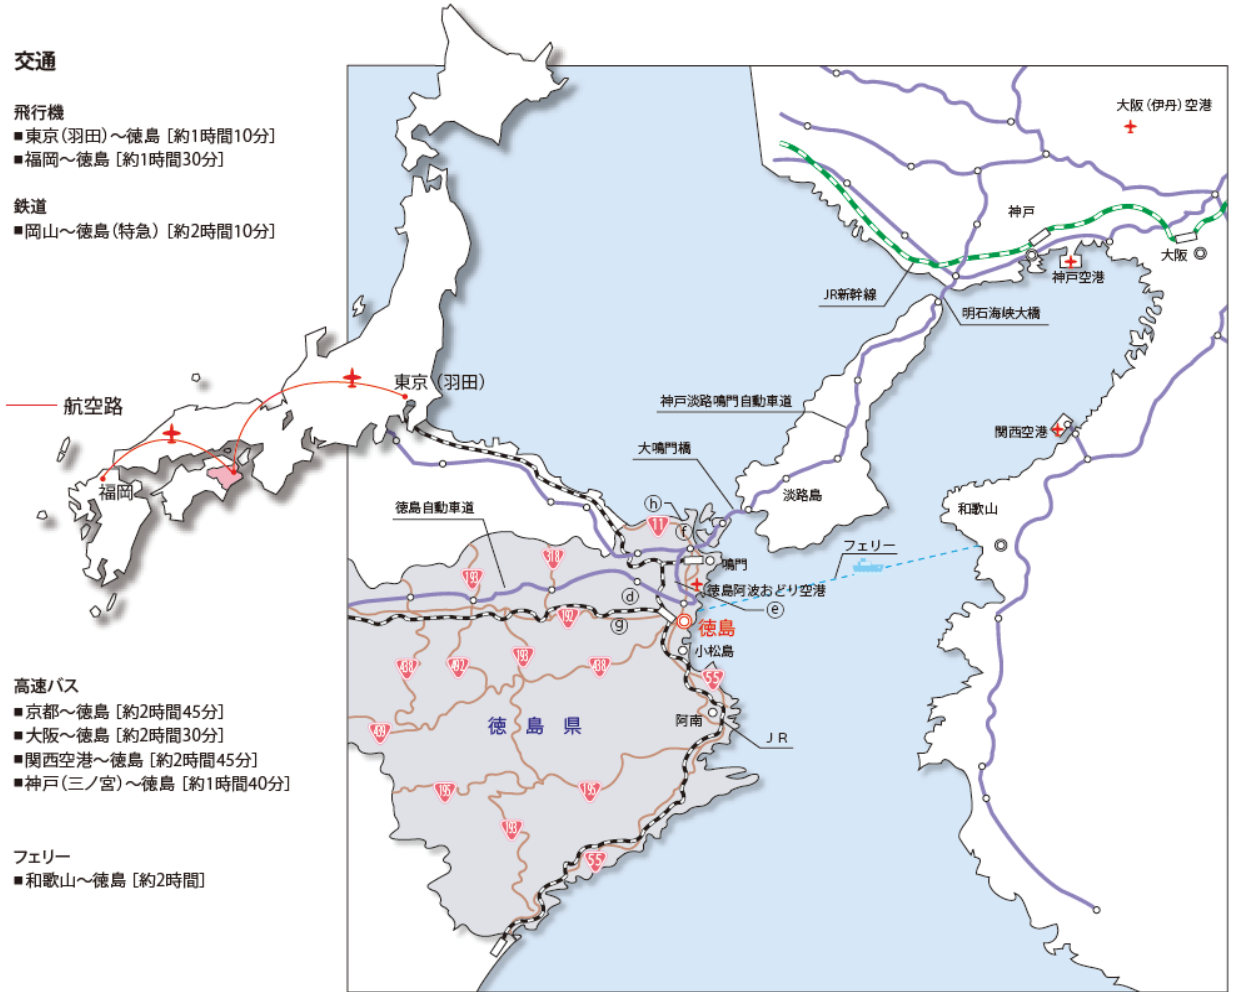 交通
飛行機
■東京(羽田)～徳島 [約1時間10分]
■福岡～徳島 [約1時間30分]
鉄道
■岡山～徳島(特急) [約2時間10分]
航空路
東京(羽田)
福岡
高速バス
■京都～徳島 [約2時間45分]
■大阪～徳島 [約2時間30分]
■関西空港～徳島 [約2時間45分]
■神戸(三ノ宮)～徳島 [約1時間40分]
フェリー
■和歌山～徳島 [約2時間]
大阪(伊丹)空港
神戸
大阪
神戸空港
JR新幹線
明石海峡大橋
神戸淡路鳴門自動車道
関西空港
大鳴門橋
淡路島
和歌山
徳島自動車道
ⓗ
11
ⓕ
フェリー
318
鳴門
193
徳島阿波おどり空港
ⓓ
ⓔ
192
ⓖ
徳島
小松島
438
492
193
438
55
阿南
徳島県
439
JR
195
195
193
55